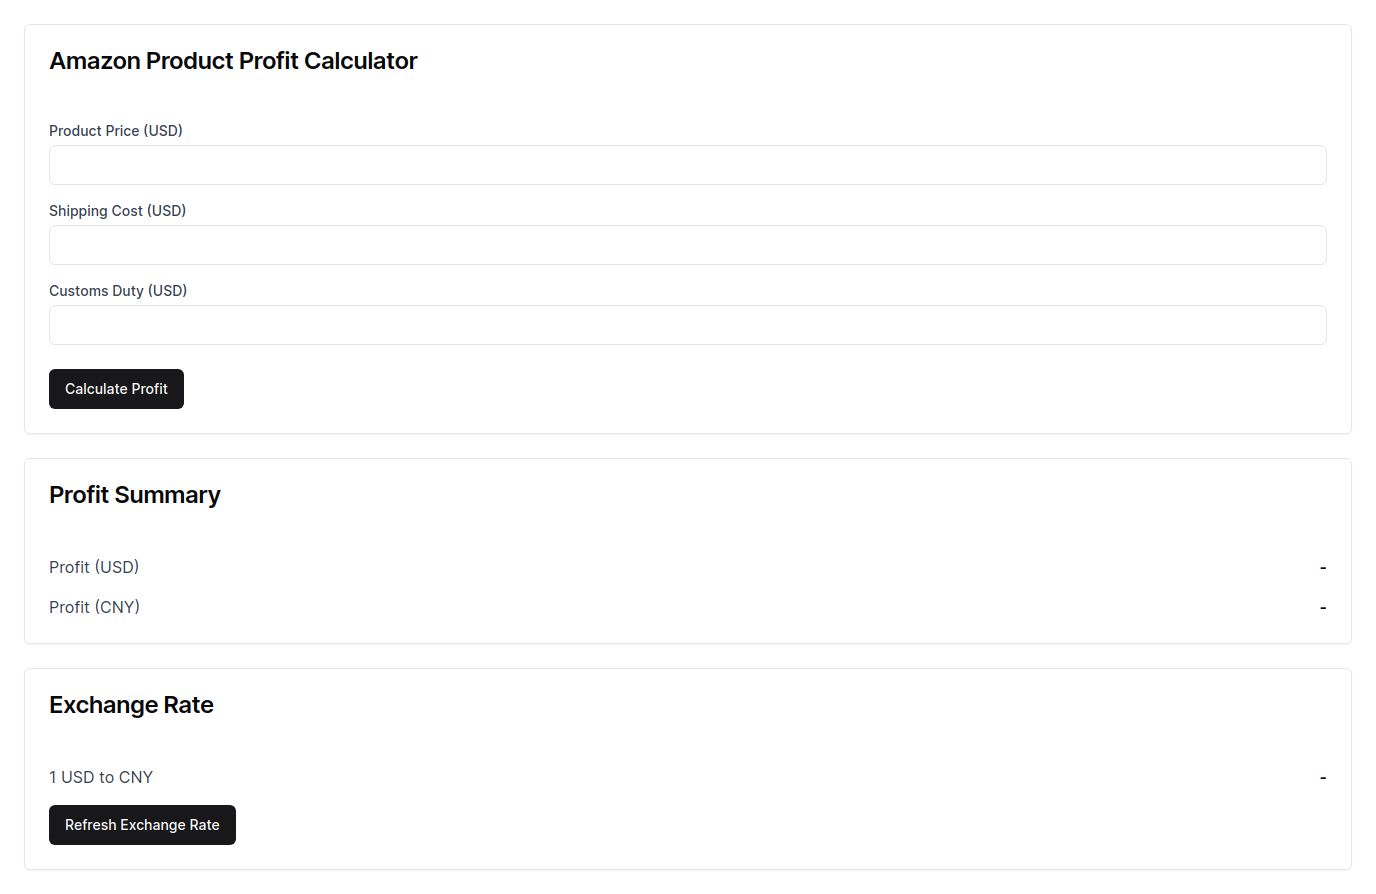 Amazon Product Profit Calculator
Product Price (USD)
Shipping Cost (USD)
Customs Duty (USD)
Calculate Profit
Profit Summary
Profit (USD) -
Profit (CNY) -
Exchange Rate
1 USD to CNY -
Refresh Exchange Rate